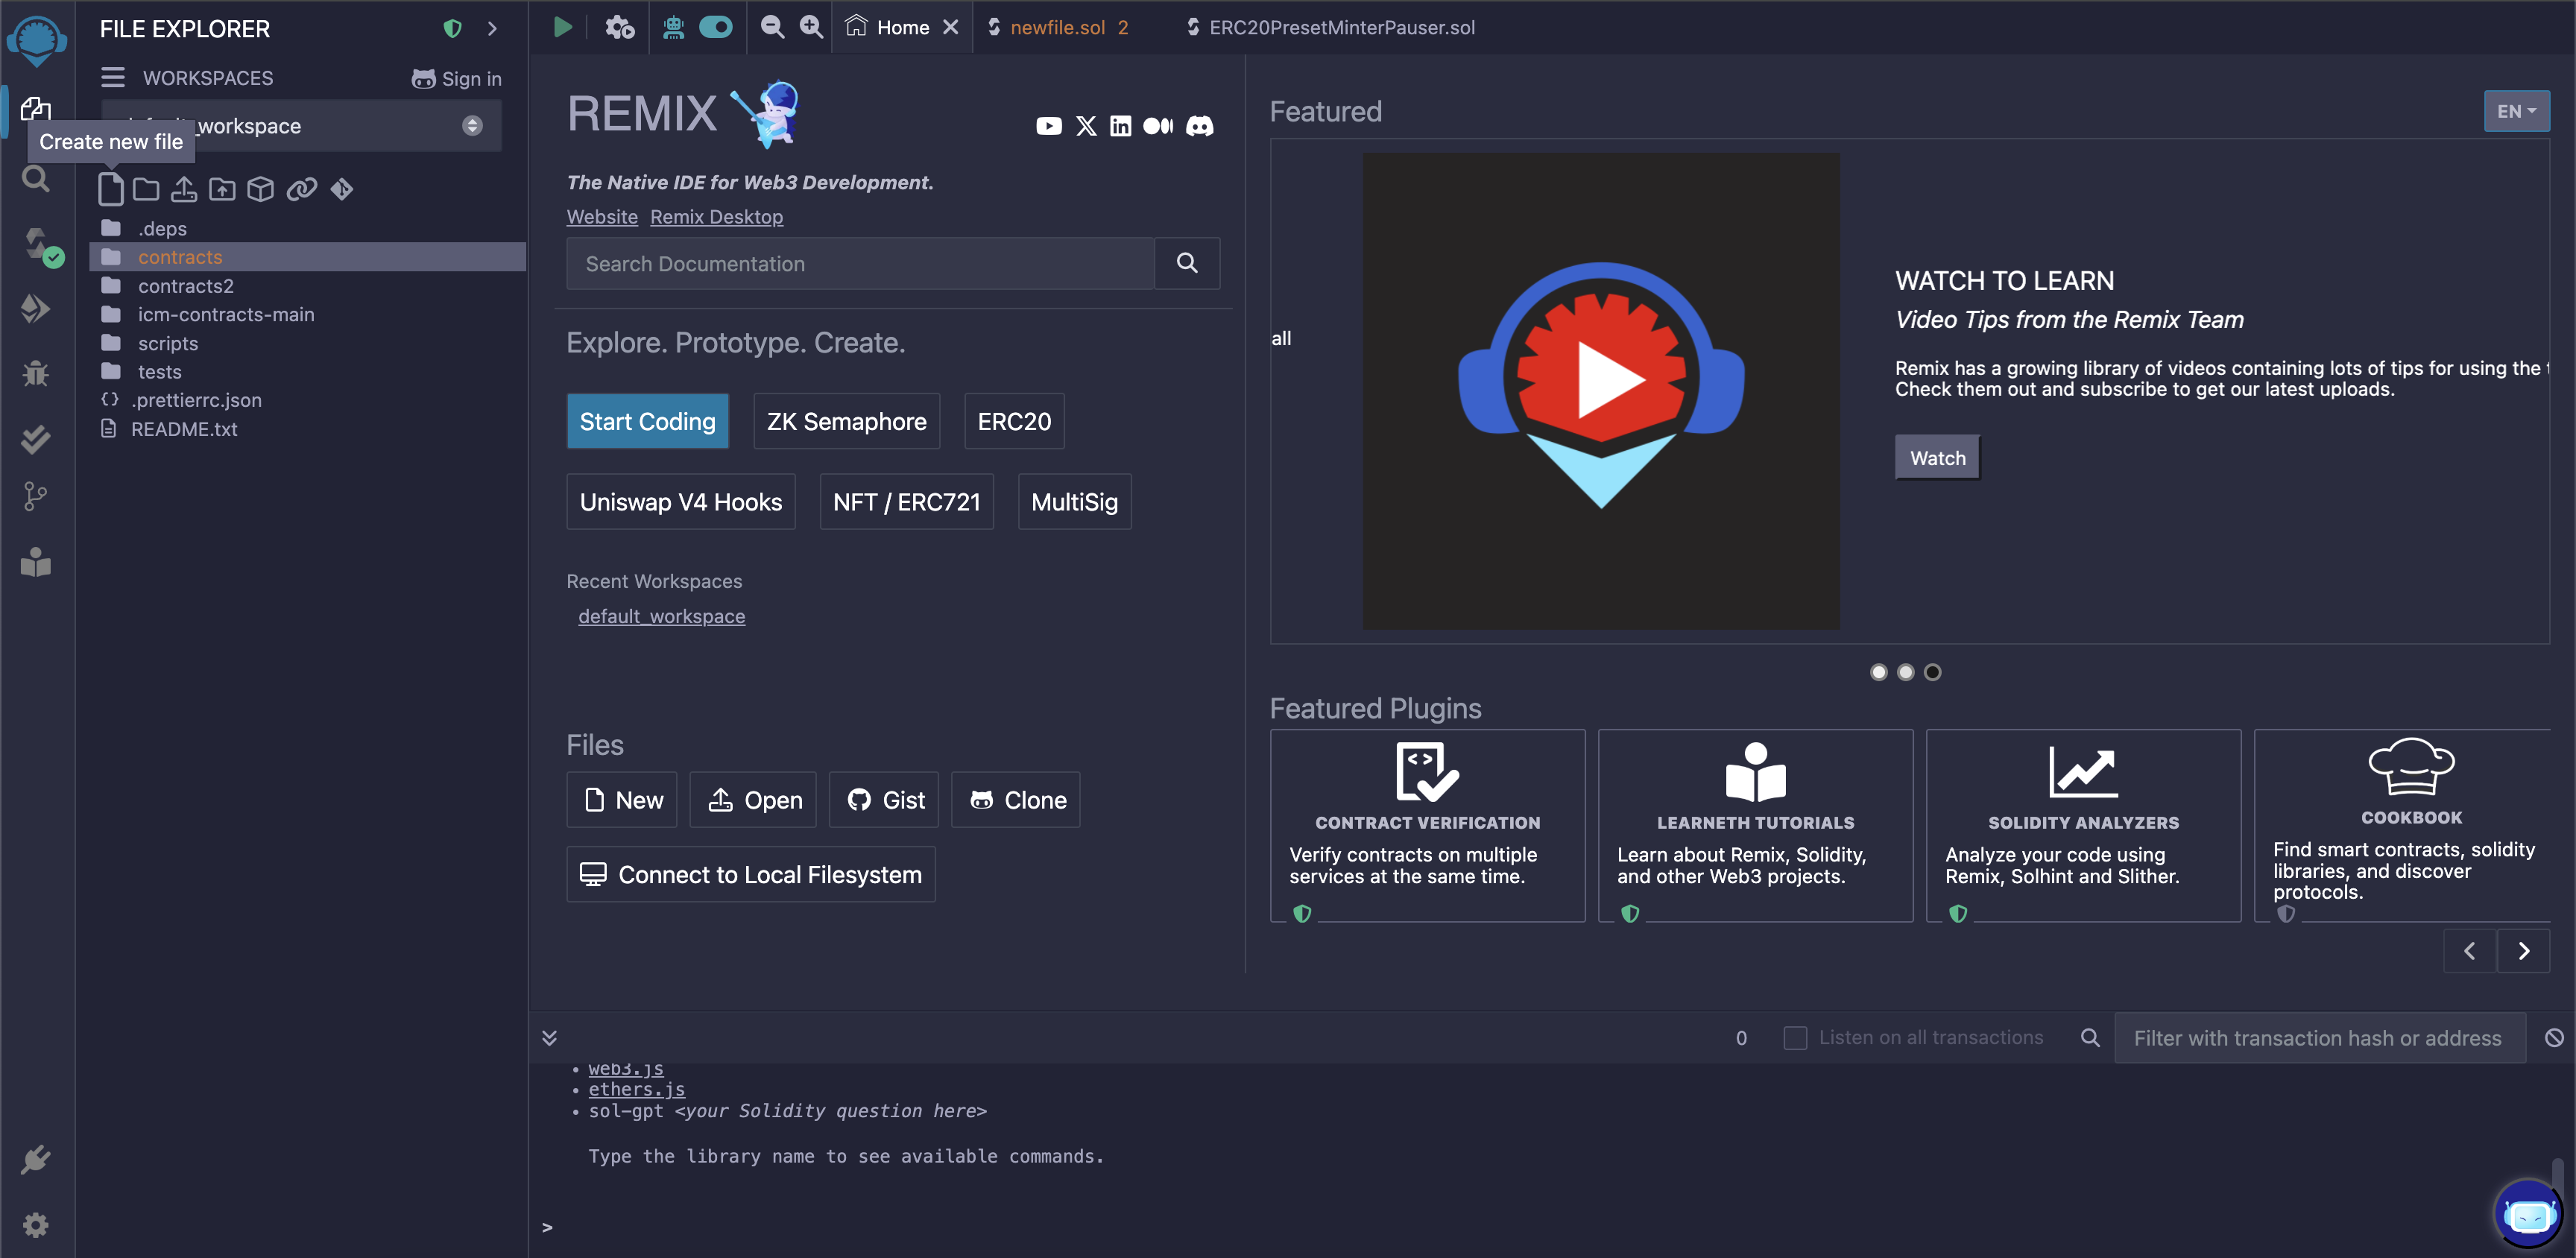 FILE EXPLORER
WORKSPACES
Sign in
_workspace
Create new file
.deps
contracts
contracts2
icm-contracts-main
scripts
tests
.prettierrc.json
README.txt
Home
newfile.sol 2
ERC20PresetMinterPauser.sol
REMIX
The Native IDE for Web3 Development.
Website Remix Desktop
Search Documentation
Explore. Prototype. Create.
Start Coding ZK Semaphore ERC20
Uniswap V4 Hooks NFT / ERC721 MultiSig
Recent Workspaces
default_workspace
Files
New Open Gist Clone
Connect to Local Filesystem
Featured
EN
all
WATCH TO LEARN
Video Tips from the Remix Team
Remix has a growing library of videos containing lots of tips for using the
Check them out and subscribe to get our latest uploads.
Watch
Featured Plugins
CONTRACT VERIFICATION
Verify contracts on multiple
services at the same time.
LEARNETH TUTORIALS
Learn about Remix, Solidity,
and other Web3 projects.
SOLIDITY ANALYZERS
Analyze your code using
Remix, Solhint and Slither.
COOKBOOK
Find smart contracts, solidity
libraries, and discover
protocols.
0
Listen on all transactions
Filter with transaction hash or address
• web3.js
• ethers.js
• sol-gpt <your Solidity question here>
Type the library name to see available commands.
>